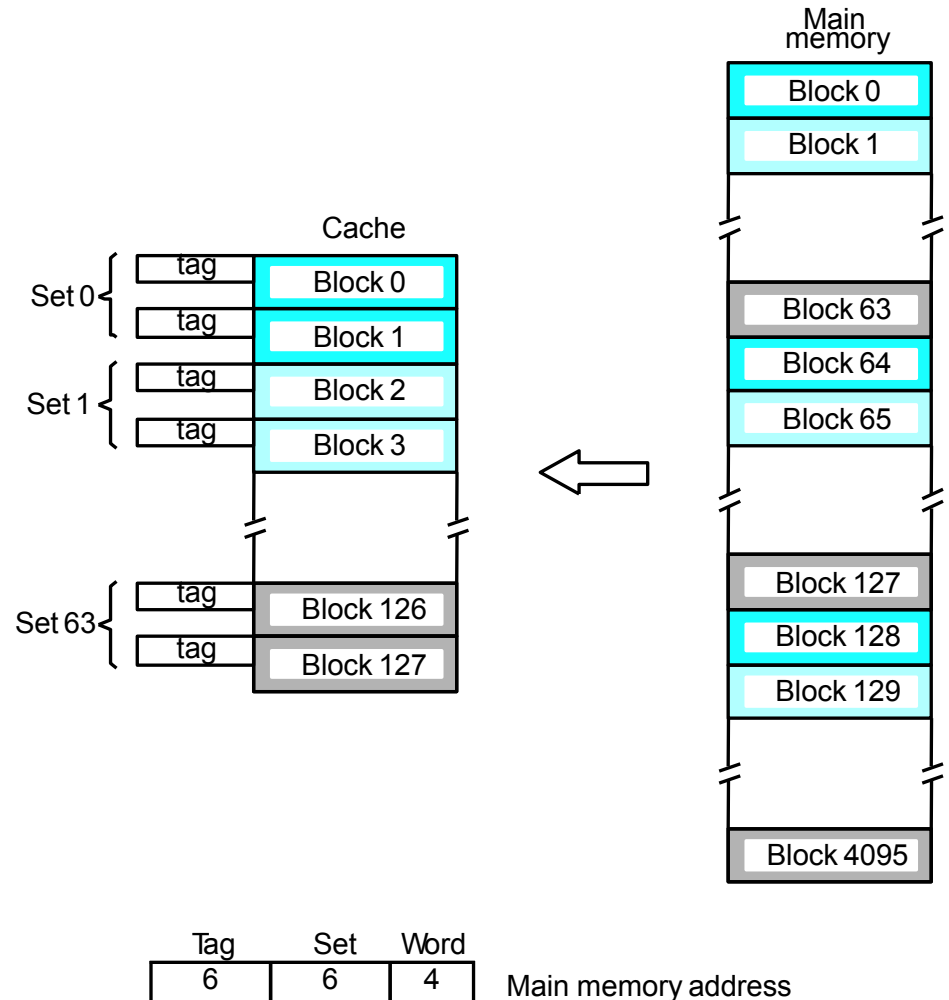 Main
memory
Block 0
Block 1
Cache
tag
Block 0
Set 0
tag
Block 1
tag
Block 2
Set 1
tag
Block 3
Block 63
Block 64
Block 65
tag
Block 126
Set 63
tag
Block 127
Block 127
Block 128
Block 129
Block 4095
Tag Set Word
6 6 4 Main memory address